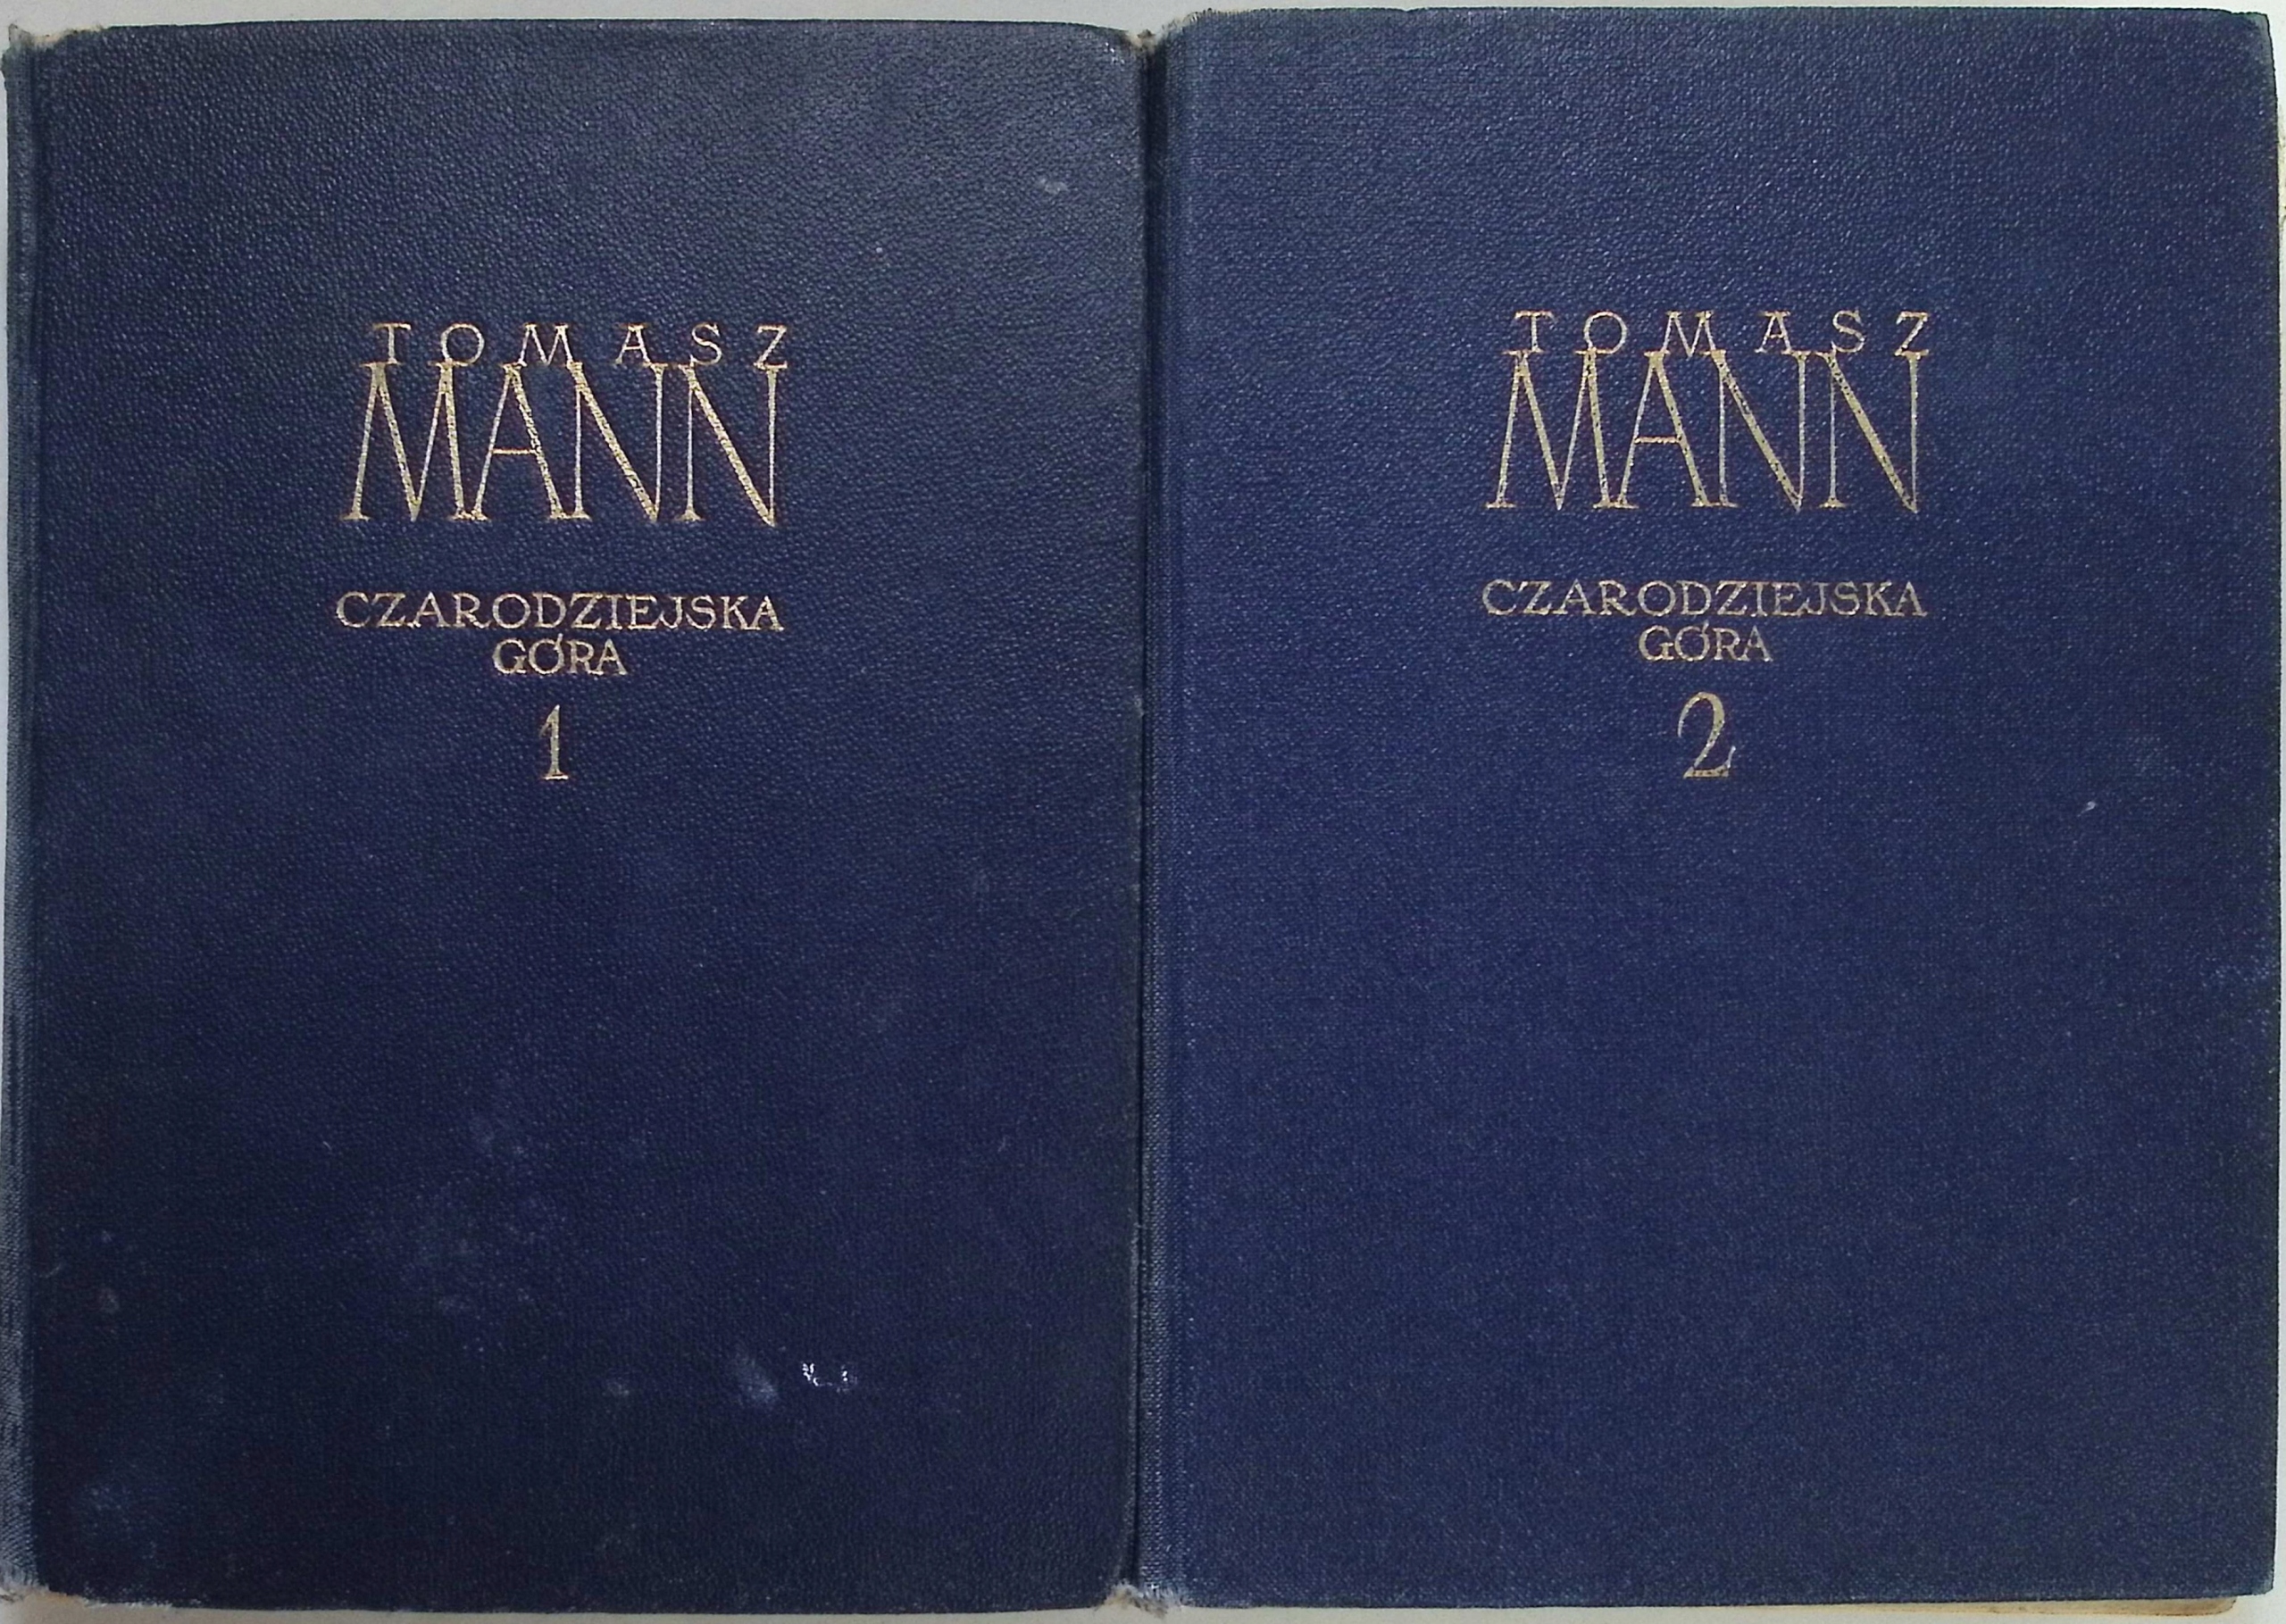 TOMASZ
MANN
CZARODZIEJSKA
GÓRA
1
TOMASZ
MANN
CZARODZIEJSKA
GÓRA
2